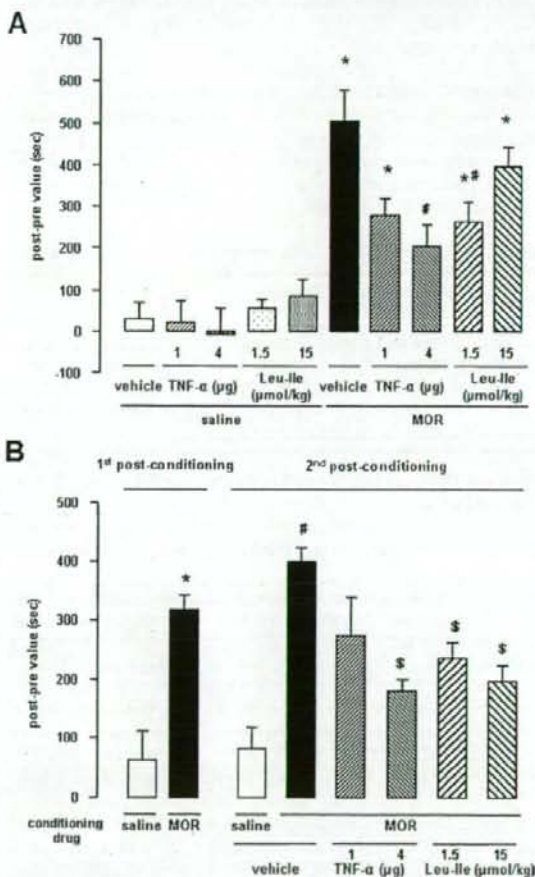 A
post-pre value (sec)
700
600
500
400
300
200
100
0
-100
* * # *# *
1 4 1.5 15 1 4 1.5 15
vehicle TNF-α (µg) Leu-Ile (µmol/kg) vehicle TNF-α (µg) Leu-Ile (µmol/kg)
saline MOR
B
1st post-conditioning 2nd post-conditioning
post-pre value (sec)
500
400
300
200
100
0
* # $ $ $
conditioning drug
saline MOR saline MOR
1 4 1.5 15
vehicle TNF-α (µg) Leu-Ile (µmol/kg)